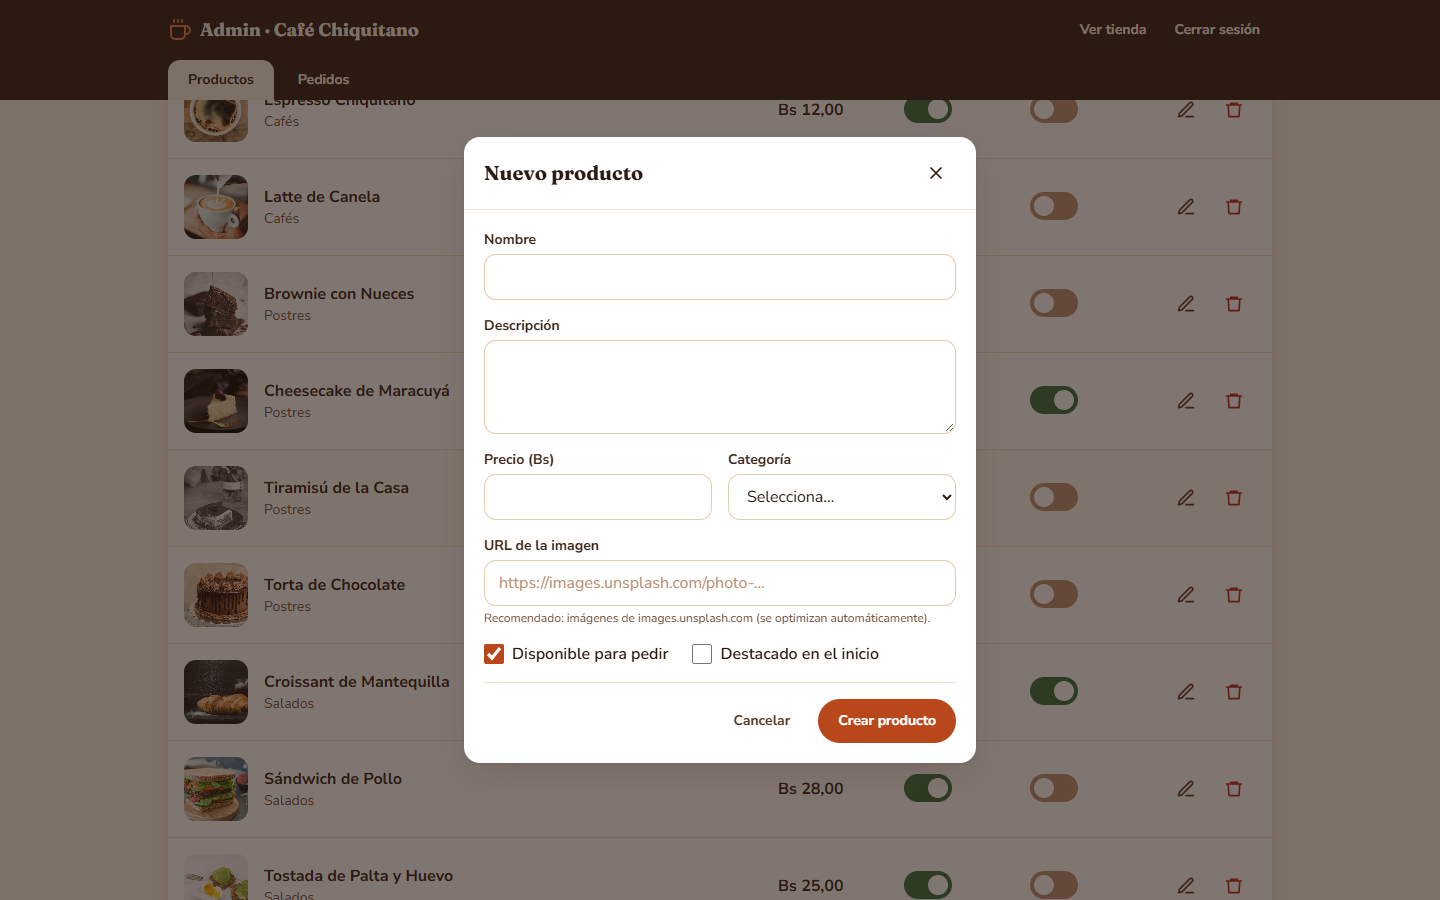 Admin · Café Chiquitano
Ver tienda
Cerrar sesión
Productos
Pedidos
Espresso Chiquitano
Cafés
Bs 12,00
Latte de Canela
Cafés
Brownie con Nueces
Postres
Cheesecake de Maracuyá
Postres
Tiramisú de la Casa
Postres
Torta de Chocolate
Postres
Croissant de Mantequilla
Salados
Sándwich de Pollo
Salados
Bs 28,00
Tostada de Palta y Huevo
Salados
Bs 25,00
Nuevo producto
Nombre
Descripción
Precio (Bs)
Categoría
Selecciona...
URL de la imagen
https://images.unsplash.com/photo-...
Recomendado: imágenes de images.unsplash.com (se optimizan automáticamente).
Disponible para pedir
Destacado en el inicio
Cancelar
Crear producto